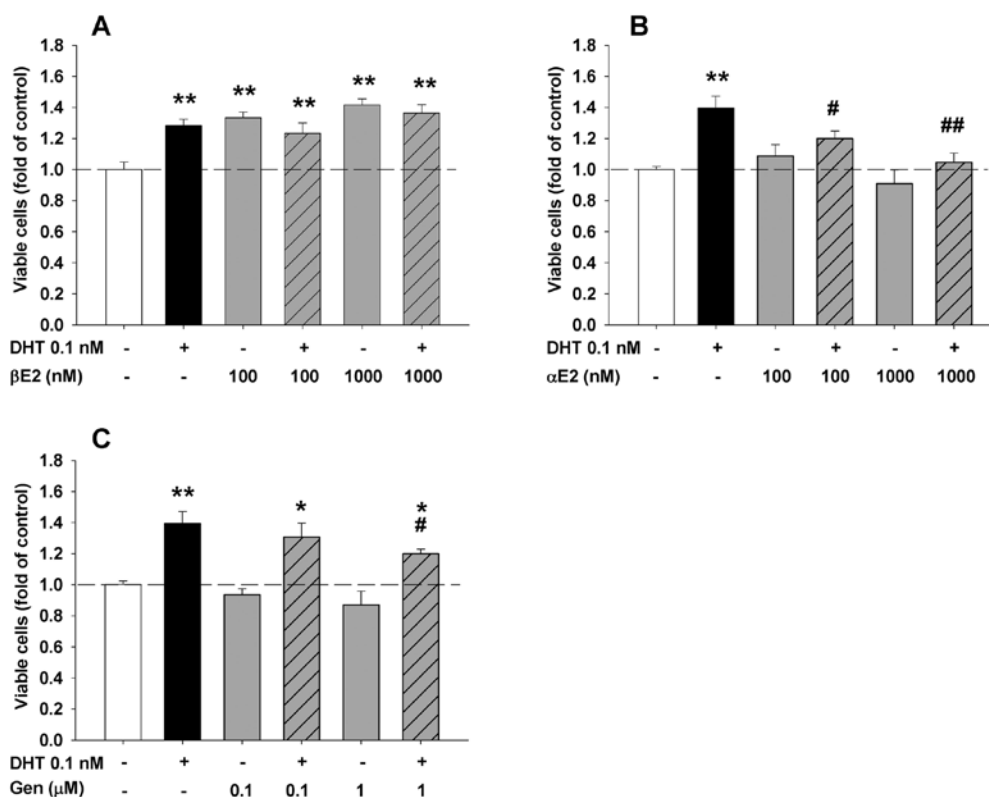 A
1.8
1.6
1.4
1.2
1.0
0.8
0.6
0.4
0.2
0.0
Viable cells (fold of control)
** ** ** ** **
DHT 0.1 nM - + - + - +
βE2 (nM) - - 100 100 1000 1000
B
1.8
1.6
1.4
1.2
1.0
0.8
0.6
0.4
0.2
0.0
Viable cells (fold of control)
** # ##
DHT 0.1 nM - + - + - +
αE2 (nM) - - 100 100 1000 1000
C
1.8
1.6
1.4
1.2
1.0
0.8
0.6
0.4
0.2
0.0
Viable cells (fold of control)
** * *
#
DHT 0.1 nM - + - + - +
Gen (μM) - - 0.1 0.1 1 1